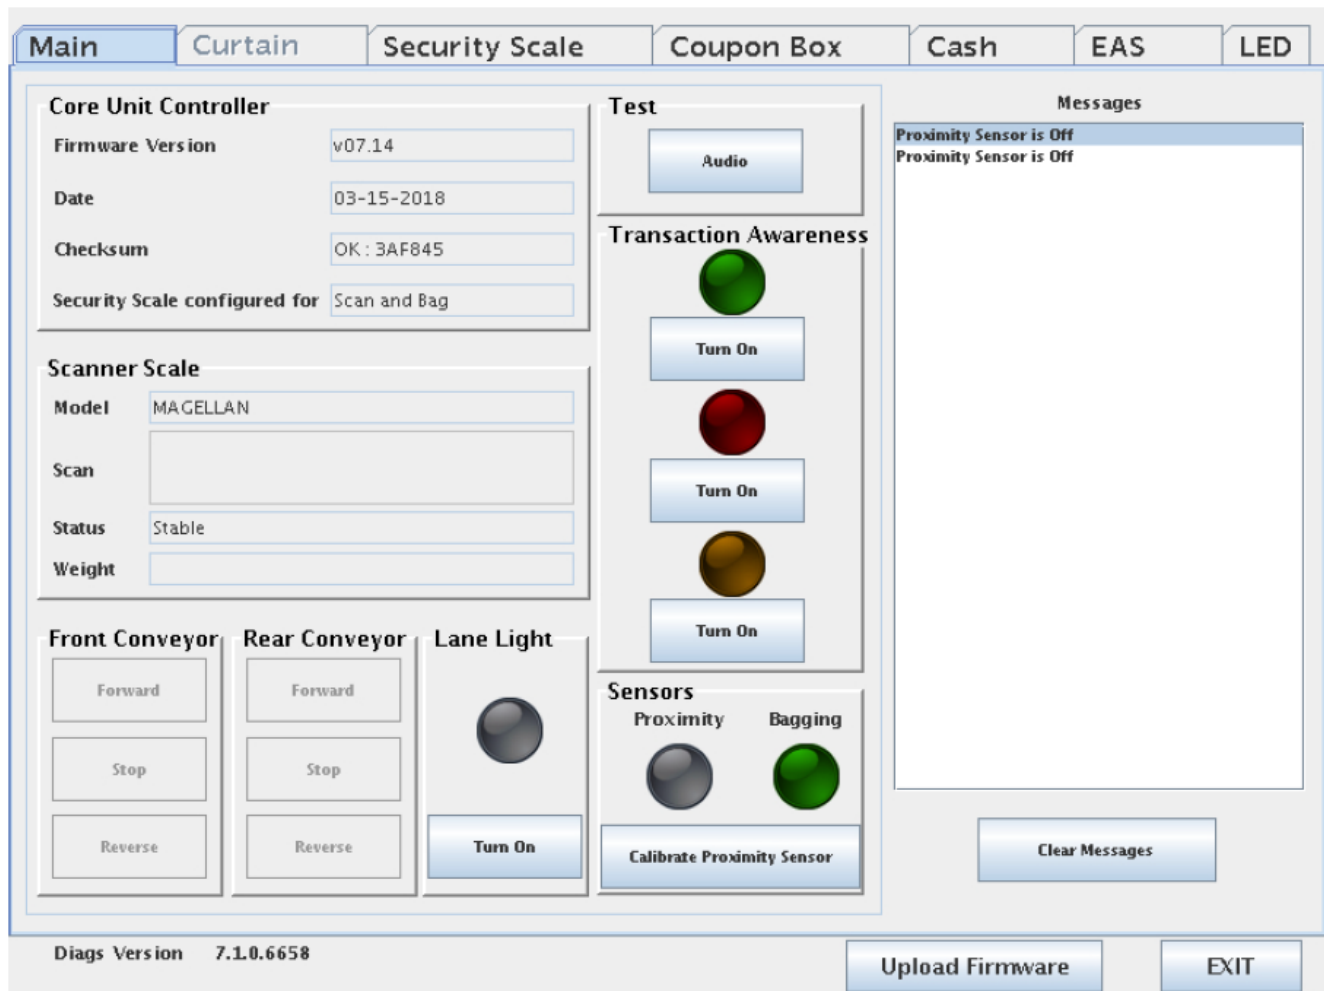 Main
Curtain
Security Scale
Coupon Box
Cash
EAS
LED
Core Unit Controller
Firmware Version v07.14
Date 03-15-2018
Checksum OK : 3AF845
Security Scale configured for Scan and Bag
Scanner Scale
Model MAGELLAN
Scan
Status Stable
Weight
Front Conveyor
Forward
Stop
Reverse
Rear Conveyor
Forward
Stop
Reverse
Lane Light
Turn On
Test
Audio
Transaction Awareness
Turn On
Turn On
Turn On
Sensors
Proximity Bagging
Calibrate Proximity Sensor
Messages
Proximity Sensor is Off
Proximity Sensor is Off
Clear Messages
Diags Version 7.1.0.6658
Upload Firmware
EXIT